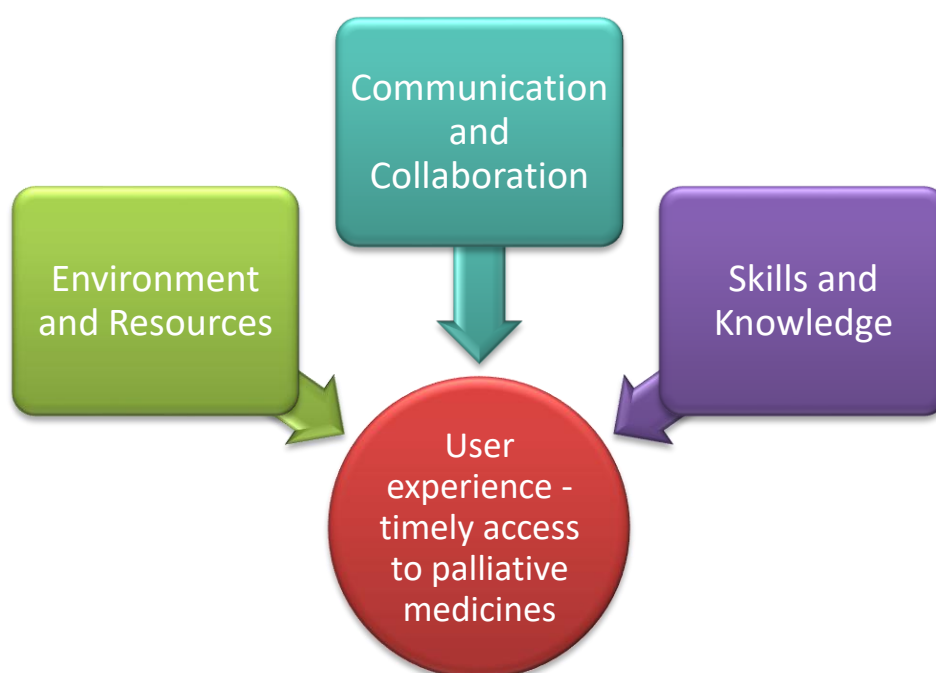 Communication
and
Collaboration
Environment
and Resources
Skills and
Knowledge
User
experience -
timely access
to palliative
medicines